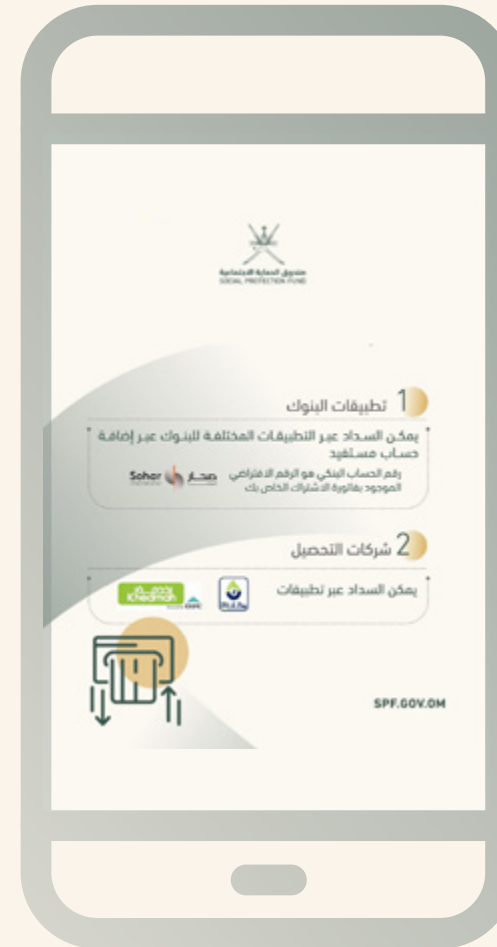 صندوق الحماية الاجتماعية
SOCIAL PROTECTION FUND
1 تطبيقات البنوك
يمكن السداد عبر التطبيقات المختلفة للبنوك عبر إضافة
حساب مستفيد
رقم الحساب البنكي هو الرقم الافتراضي
الموجود بفاتورة الاشتراك الخاص بك
صحار Sohar
2 شركات التحصيل
يمكن السداد عبر تطبيقات
Khedmah
SPF.GOV.OM